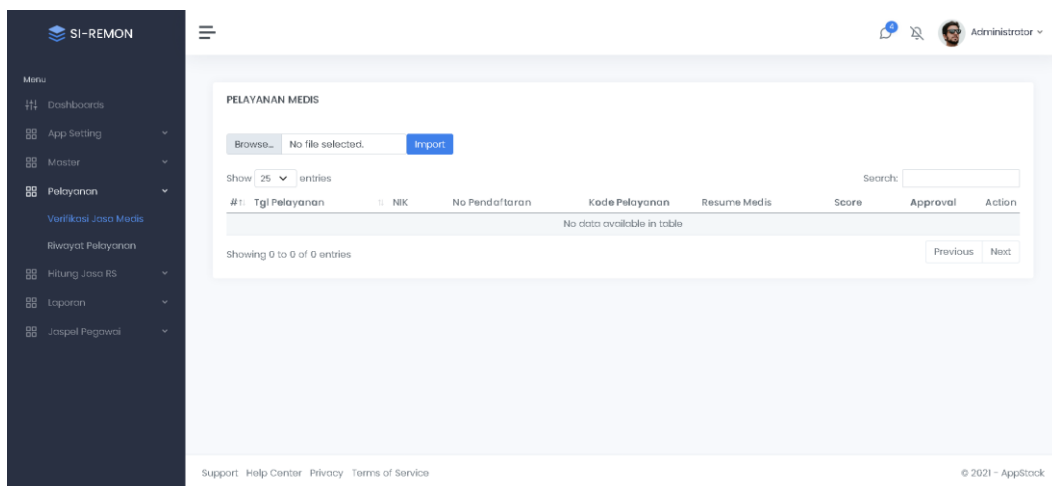 SI-REMON
4
Administrator
Menu
Dashboards
App Setting
Master
Pelayanan
Verifikasi Jasa Medis
Riwayat Pelayanan
Hitung Jasa RS
Laporan
Jaspel Pegawai
PELAYANAN MEDIS
Browse... No file selected. Import
Show 25 entries Search:
# Tgl Pelayanan NIK No Pendaftaran Kode Pelayanan Resume Medis Score Approval Action
No data available in table
Showing 0 to 0 of 0 entries Previous Next
Support Help Center Privacy Terms of Service © 2021 - AppStack